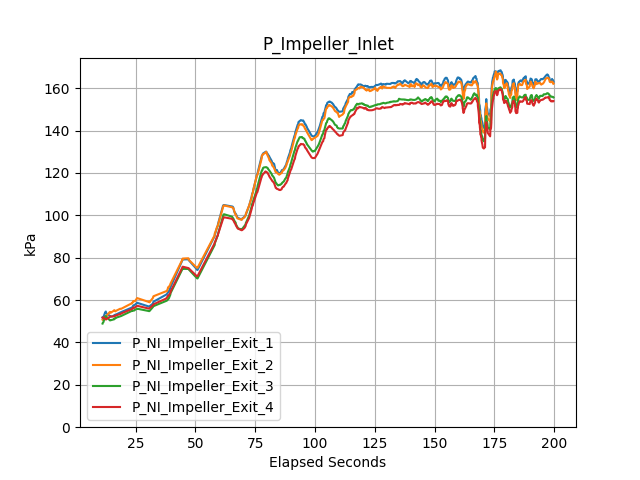 P_Impeller_Inlet
kPa
160
140
120
100
80
60
40
20
0
P_NI_Impeller_Exit_1
P_NI_Impeller_Exit_2
P_NI_Impeller_Exit_3
P_NI_Impeller_Exit_4
25 50 75 100 125 150 175 200
Elapsed Seconds